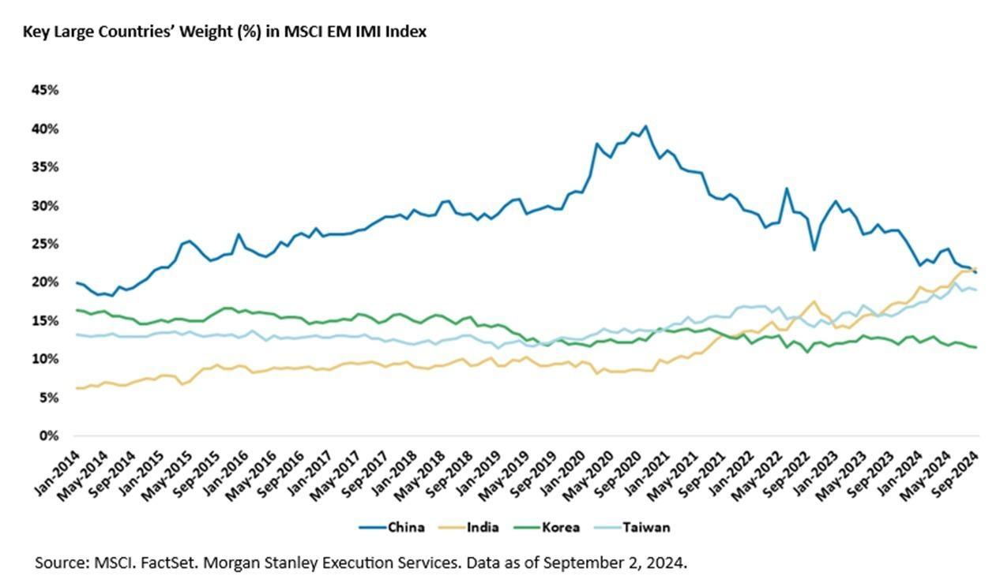 Key Large Countries’ Weight (%) in MSCI EM IMI Index
45%
40%
35%
30%
25%
20%
15%
10%
5%
0%
Jan-2014
May-2014
Sep-2014
Jan-2015
May-2015
Sep-2015
Jan-2016
May-2016
Sep-2016
Jan-2017
May-2017
Sep-2017
Jan-2018
May-2018
Sep-2018
Jan-2019
May-2019
Sep-2019
Jan-2020
May-2020
Sep-2020
Jan-2021
May-2021
Sep-2021
Jan-2022
May-2022
Sep-2022
Jan-2023
May-2023
Sep-2023
Jan-2024
May-2024
Sep-2024
China India Korea Taiwan
Source: MSCI. FactSet. Morgan Stanley Execution Services. Data as of September 2, 2024.